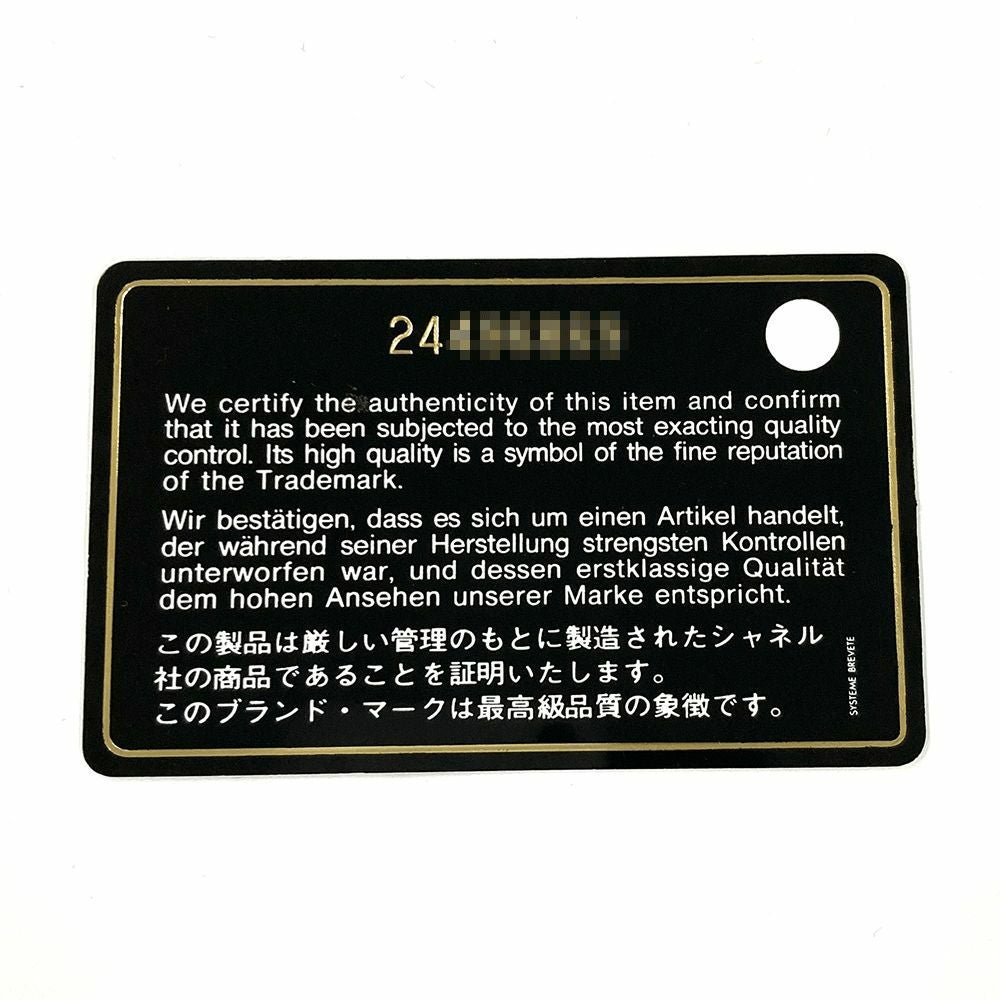 24
We certify the authenticity of this item and confirm
that it has been subjected to the most exacting quality
control. Its high quality is a symbol of the fine reputation
of the Trademark.
Wir bestätigen, dass es sich um einen Artikel handelt,
der während seiner Herstellung strengsten Kontrollen
unterworfen war, und dessen erstklassige Qualität
dem hohen Ansehen unserer Marke entspricht.
この製品は厳しい管理のもとに製造されたシャネル
社の商品であることを証明いたします。
このブランド・マークは最高級品質の象徴です。
SYSTEME BREVETE